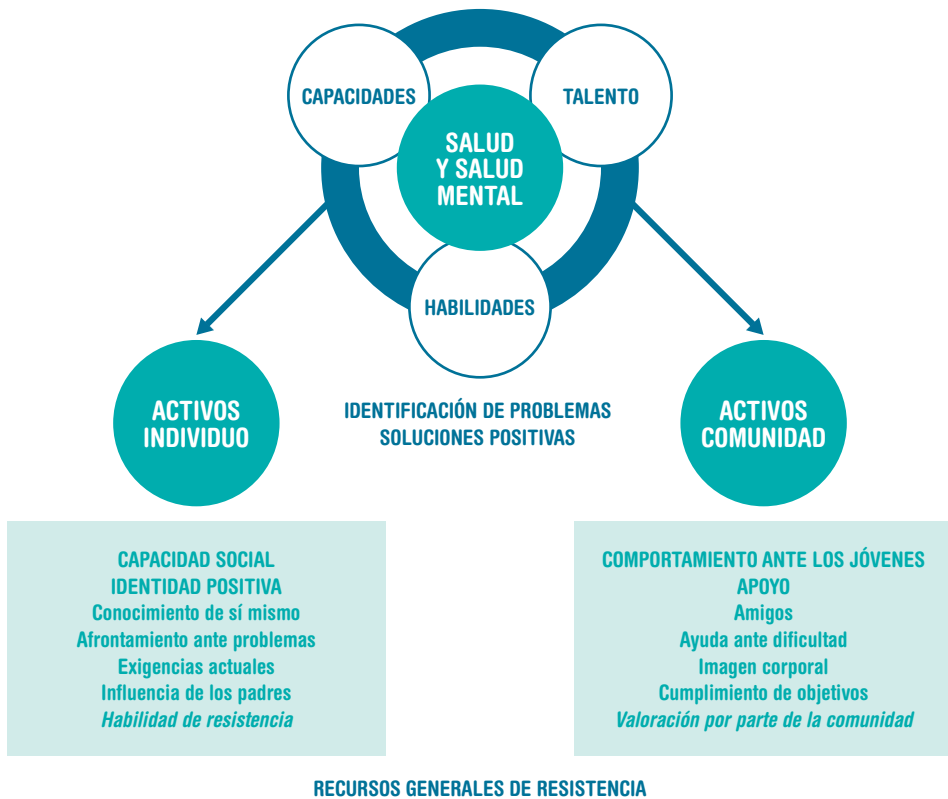 CAPACIDADES
TALENTO
SALUD
Y SALUD
MENTAL
HABILIDADES
ACTIVOS
INDIVIDUO
IDENTIFICACIÓN DE PROBLEMAS
SOLUCIONES POSITIVAS
ACTIVOS
COMUNIDAD
CAPACIDAD SOCIAL
IDENTIDAD POSITIVA
Conocimiento de sí mismo
Afrontamiento ante problemas
Exigencias actuales
Influencia de los padres
Habilidad de resistencia
COMPORTAMIENTO ANTE LOS JÓVENES
APOYO
Amigos
Ayuda ante dificultad
Imagen corporal
Cumplimiento de objetivos
Valoración por parte de la comunidad
RECURSOS GENERALES DE RESISTENCIA